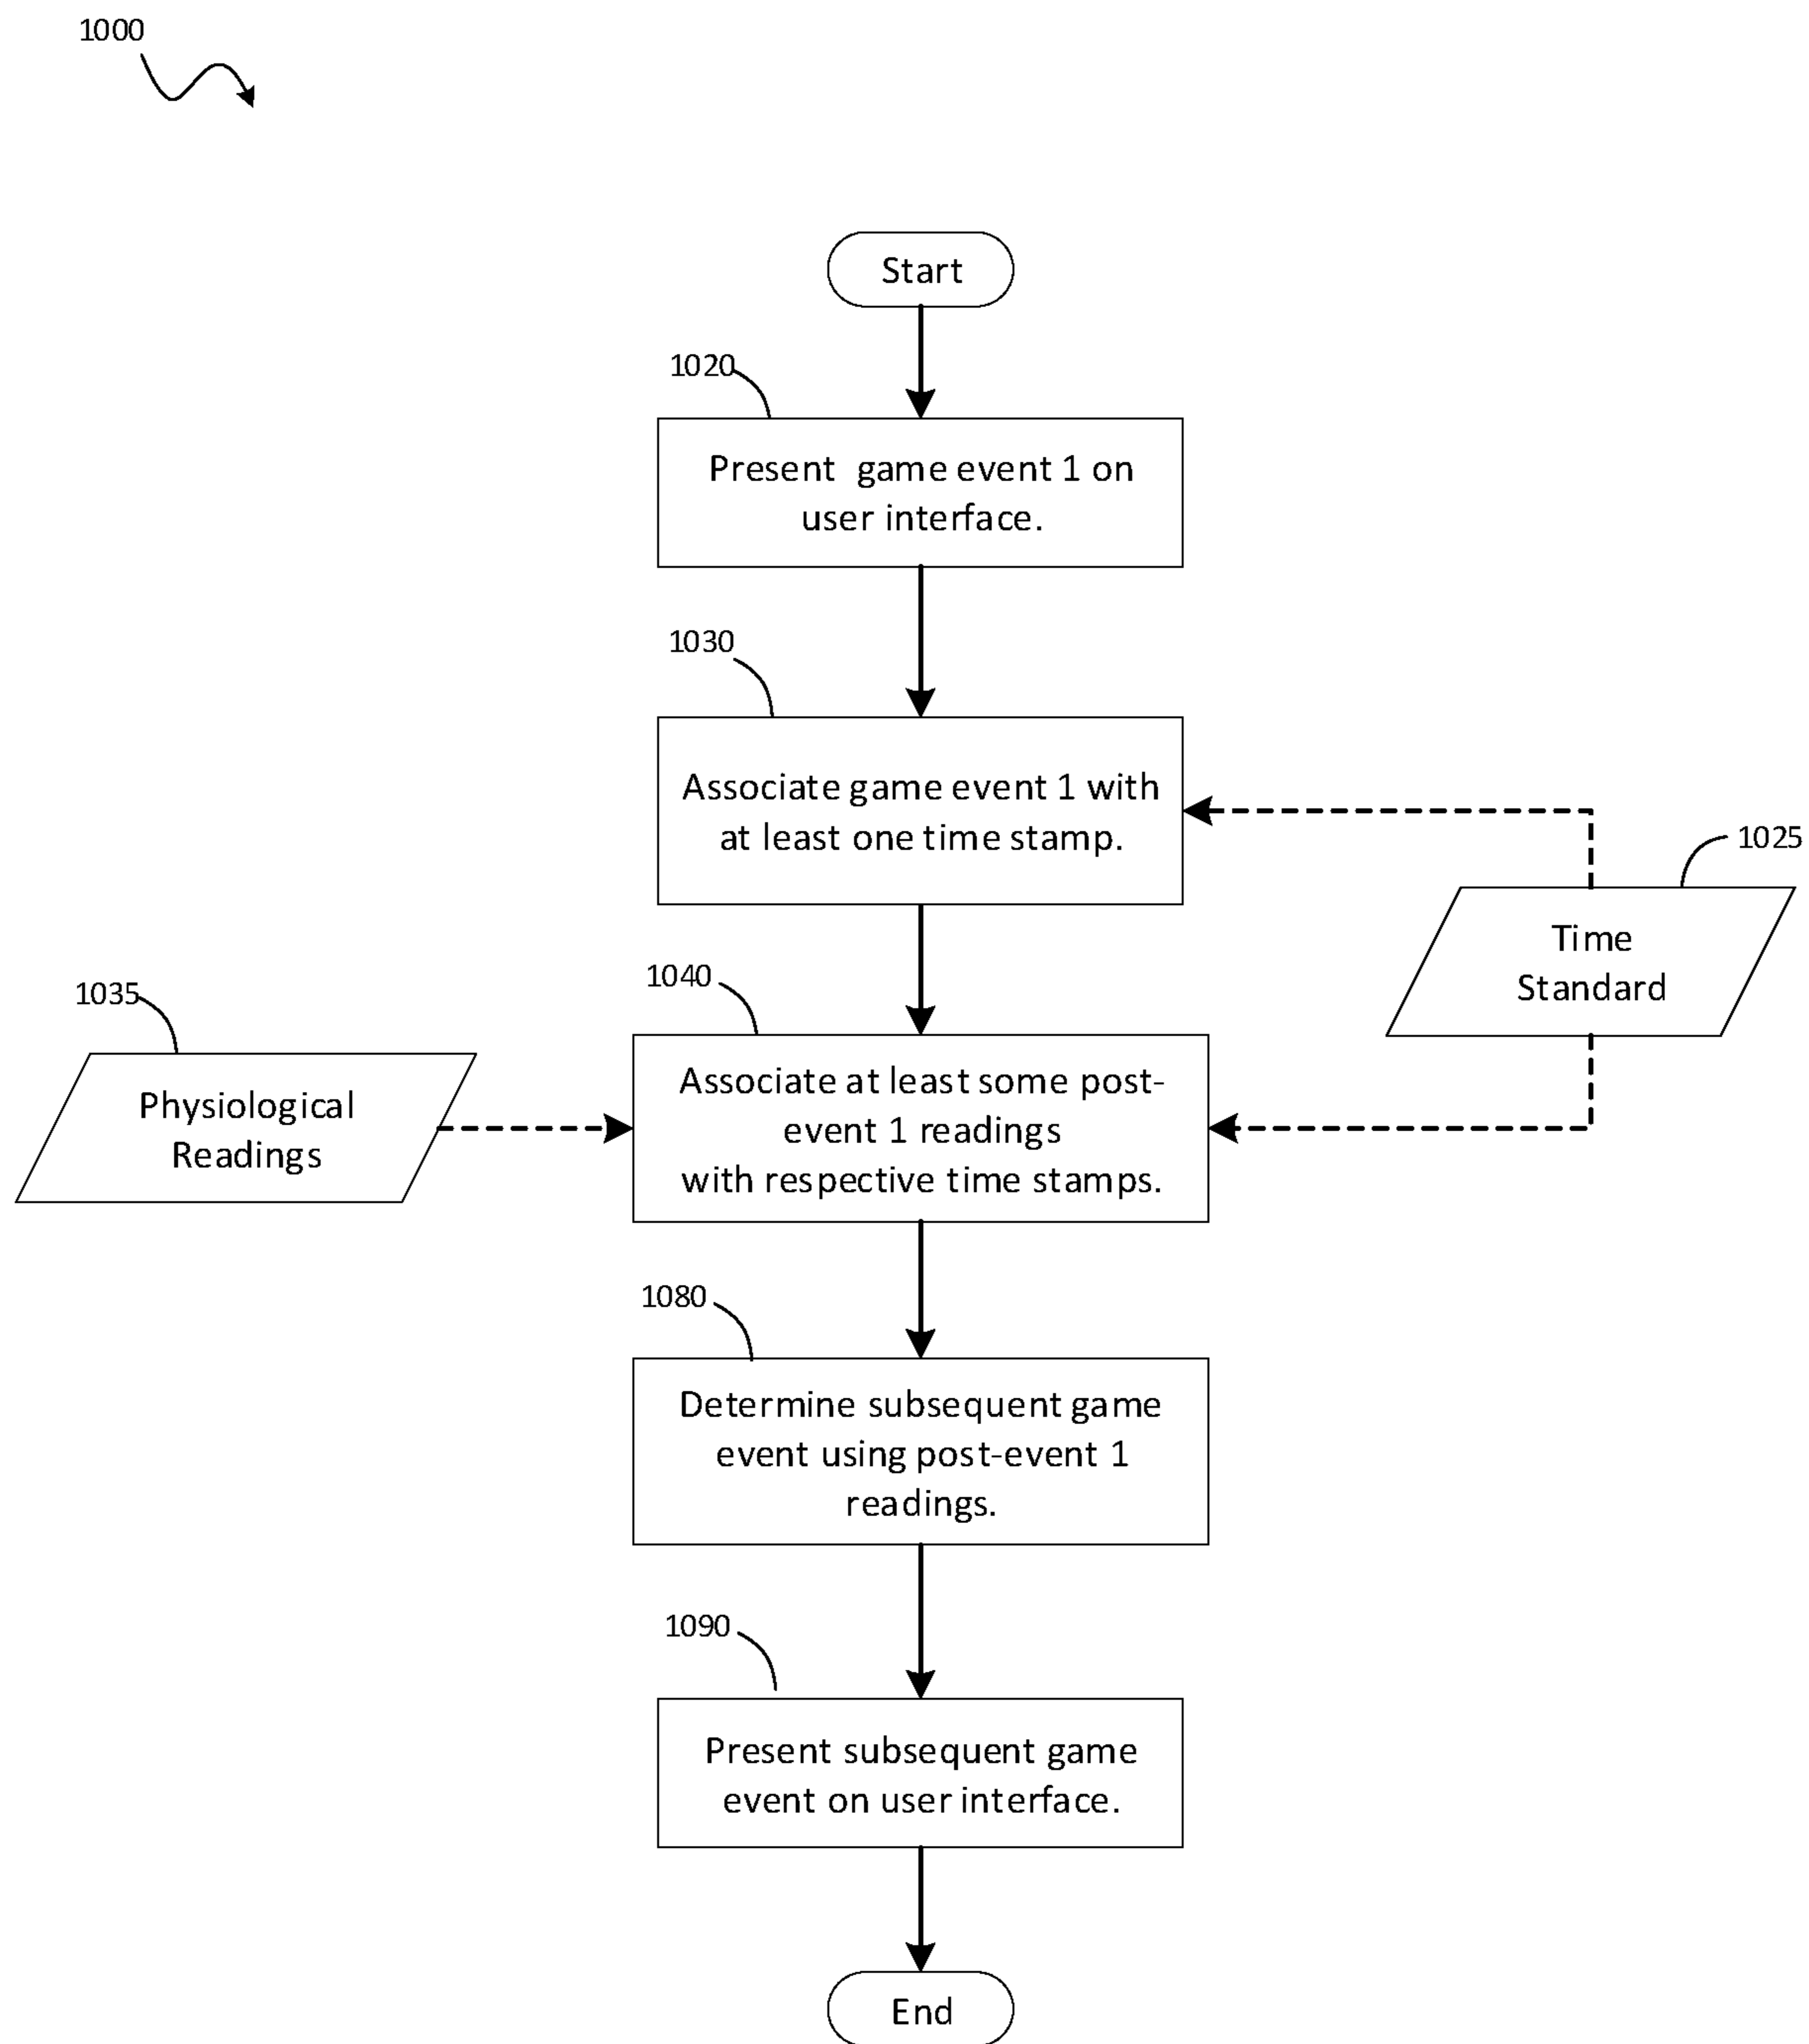 1000
Start
1020
Present game event 1 on
user interface.
1030
Associate game event 1 with
at least one time stamp.
1025
Time
Standard
1035
Physiological
Readings
1040
Associate at least some post-
event 1 readings
with respective time stamps.
1080
Determine subsequent game
event using post-event 1
readings.
1090
Present subsequent game
event on user interface.
End